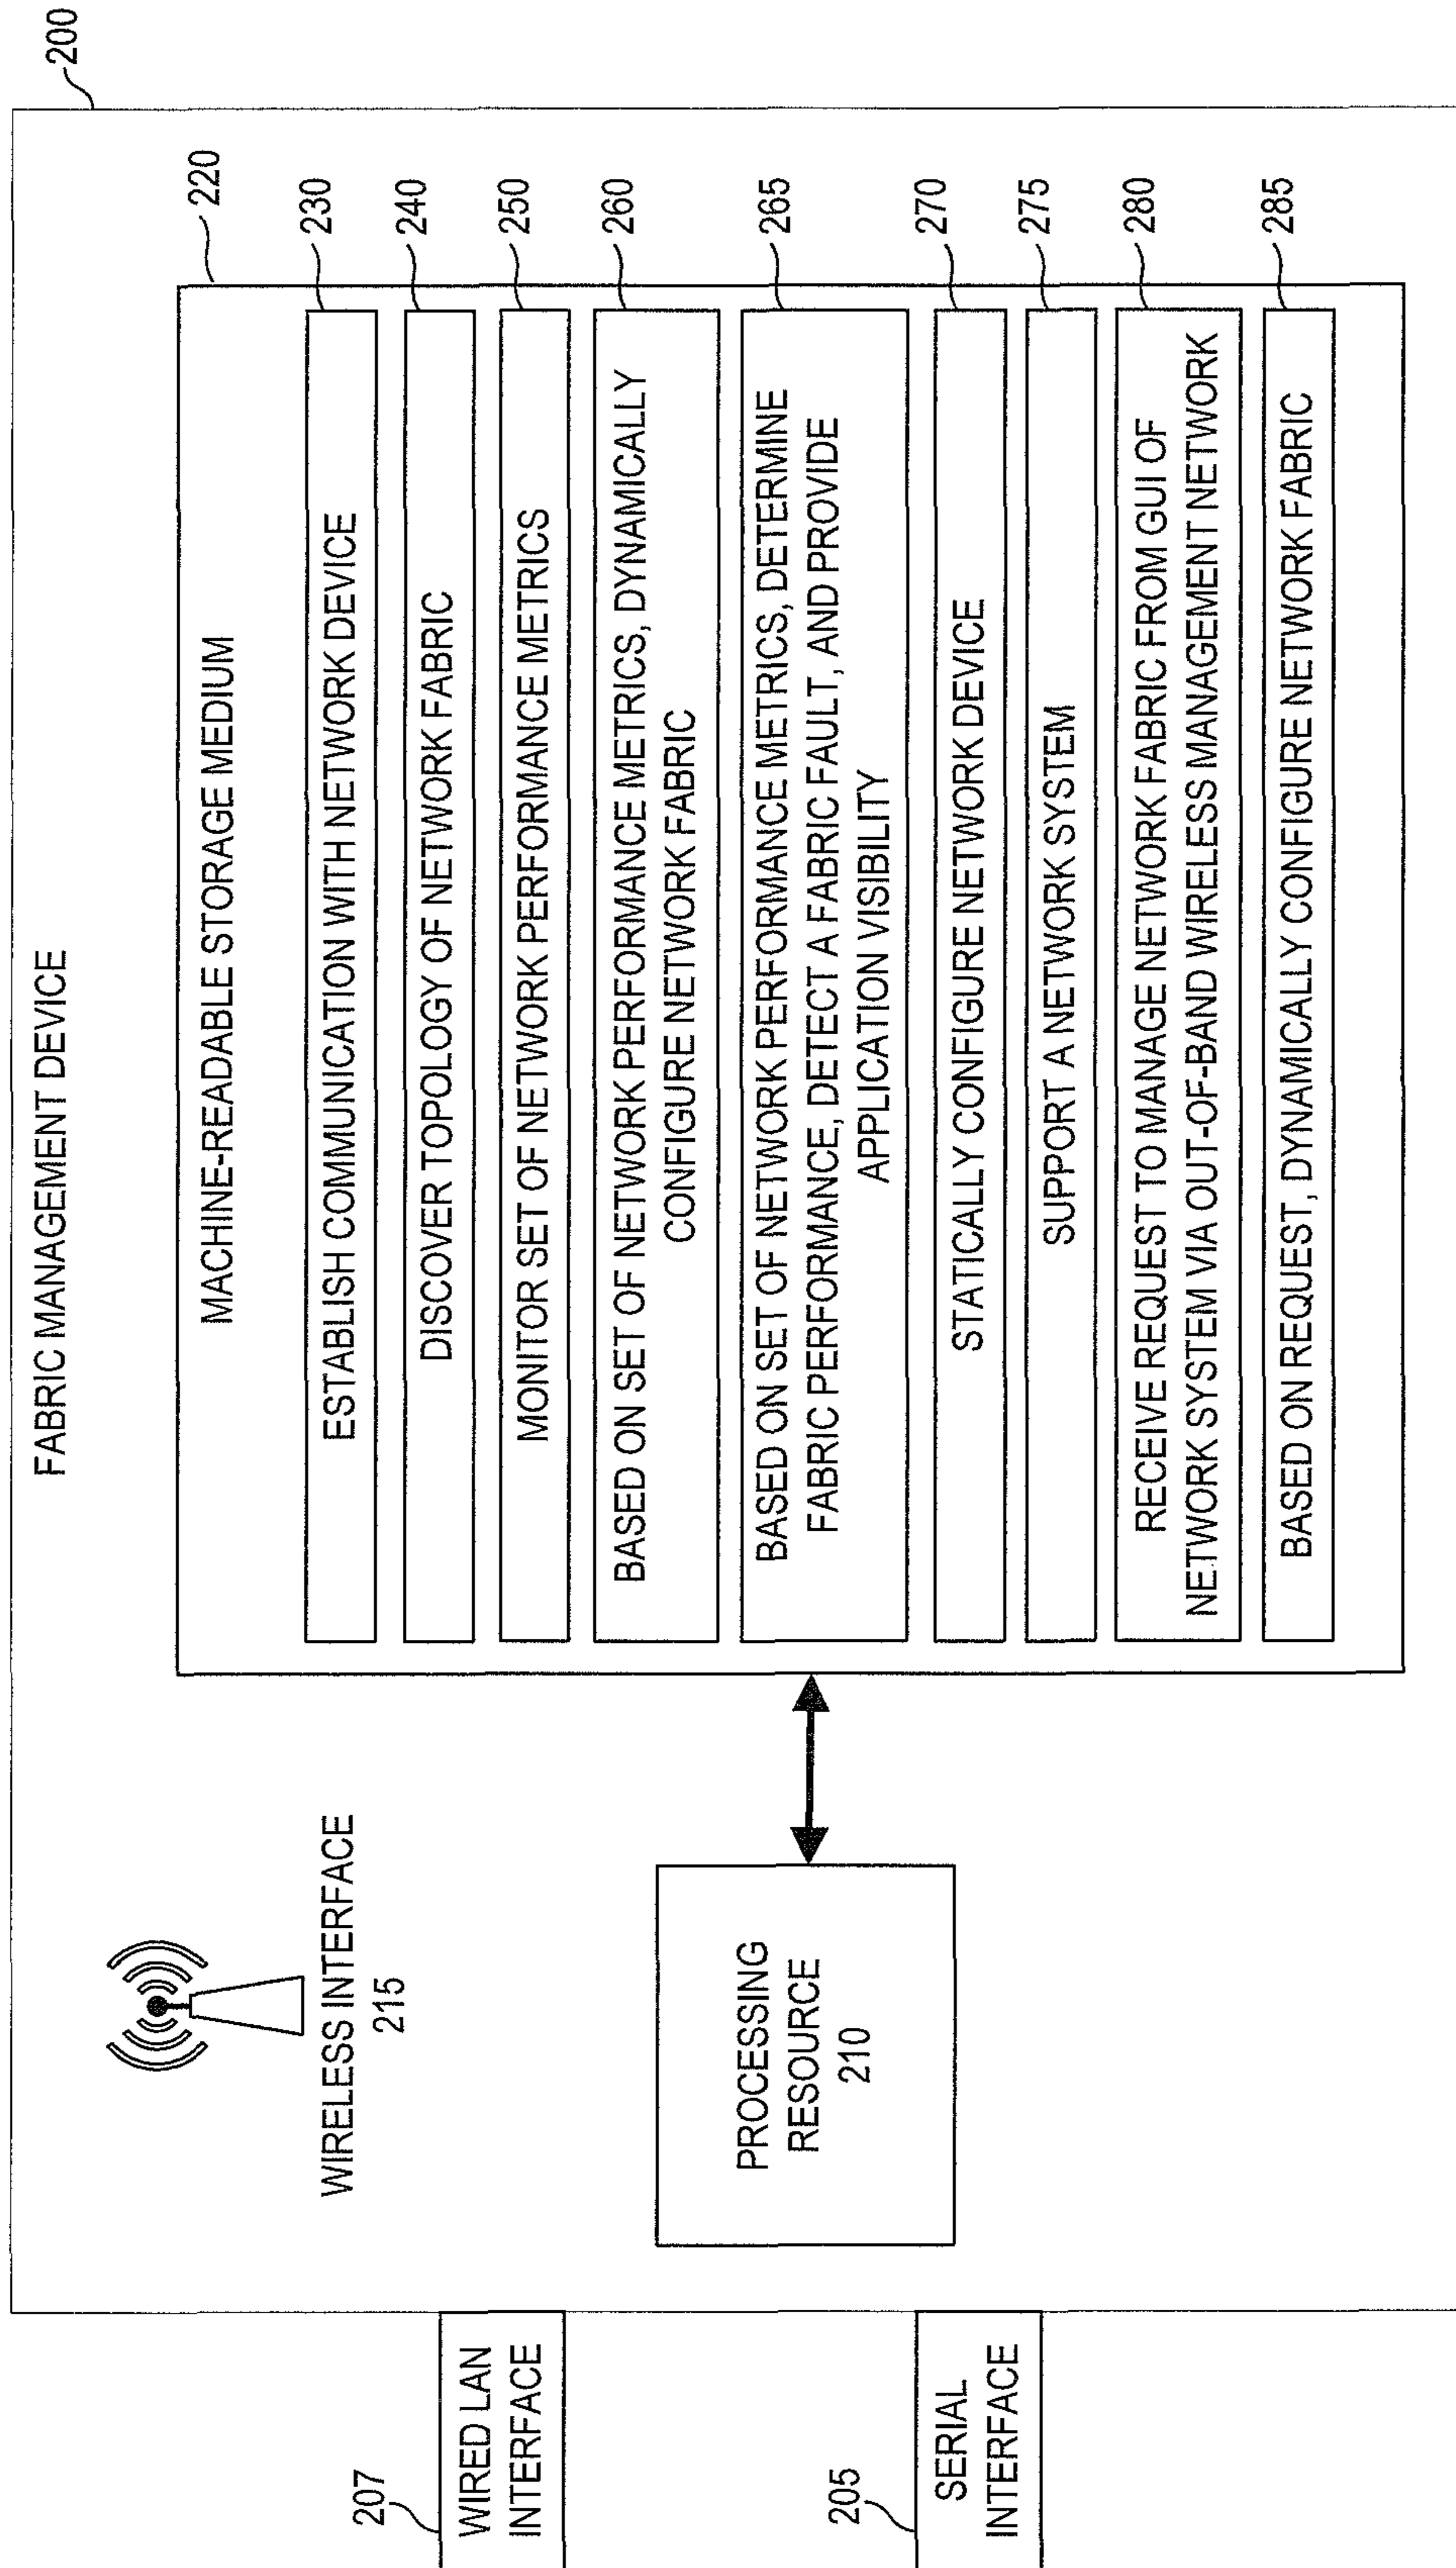 FABRIC MANAGEMENT DEVICE
200
MACHINE-READABLE STORAGE MEDIUM
220
ESTABLISH COMMUNICATION WITH NETWORK DEVICE
230
DISCOVER TOPOLOGY OF NETWORK FABRIC
240
MONITOR SET OF NETWORK PERFORMANCE METRICS
250
BASED ON SET OF NETWORK PERFORMANCE METRICS, DYNAMICALLY
CONFIGURE NETWORK FABRIC
260
BASED ON SET OF NETWORK PERFORMANCE METRICS, DETERMINE
FABRIC PERFORMANCE, DETECT A FABRIC FAULT, AND PROVIDE
APPLICATION VISIBILITY
265
STATICALLY CONFIGURE NETWORK DEVICE
270
SUPPORT A NETWORK SYSTEM
275
RECEIVE REQUEST TO MANAGE NETWORK FABRIC FROM GUI OF
NETWORK SYSTEM VIA OUT-OF-BAND WIRELESS MANAGEMENT NETWORK
280
BASED ON REQUEST, DYNAMICALLY CONFIGURE NETWORK FABRIC
285
WIRELESS INTERFACE
215
PROCESSING
RESOURCE
210
207
WIRED LAN
INTERFACE
205
SERIAL
INTERFACE